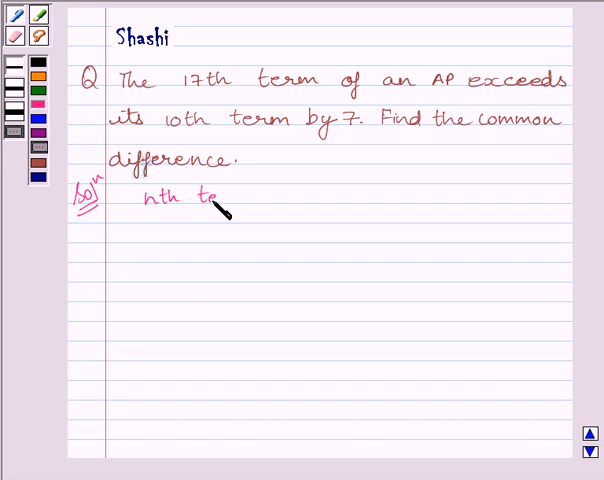 Shashi
Q The 17th term of an AP exceeds
its 10th term by 7. Find the common
difference.
Solⁿ nth te